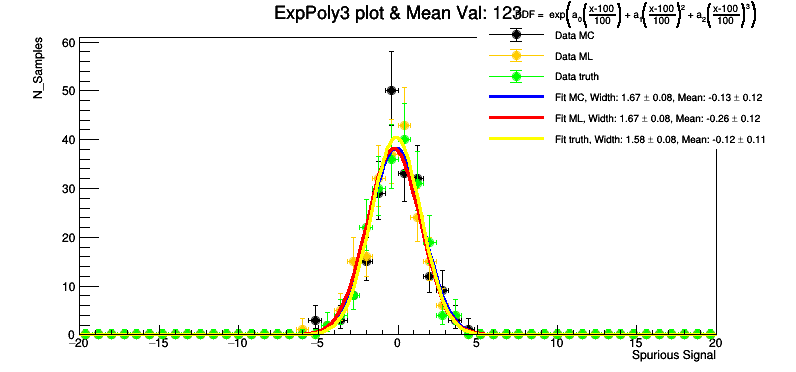 ExpPoly3 plot & Mean Val: 123
PDF = exp(a0(x-100/100) + a1(x-100/100)^2 + a2(x-100/100)^3)
Data MC
Data ML
Data truth
Fit MC, Width: 1.67 ± 0.08, Mean: -0.13 ± 0.12
Fit ML, Width: 1.67 ± 0.08, Mean: -0.26 ± 0.12
Fit truth, Width: 1.58 ± 0.08, Mean: -0.12 ± 0.11
N_Samples
60
50
40
30
20
10
0
−20 −15 −10 −5 0 5 10 15 20
Spurious Signal